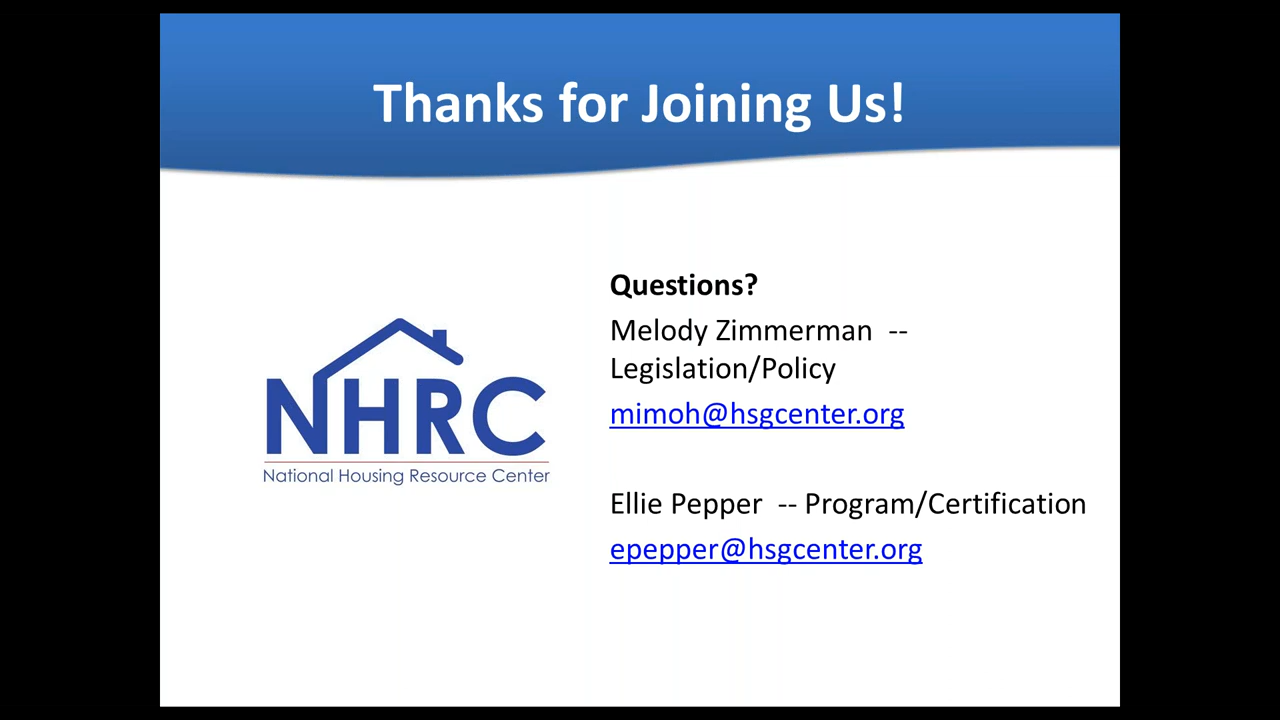 Thanks for Joining Us!
NHRC
National Housing Resource Center
Questions?
Melody Zimmerman  --
Legislation/Policy
mimoh@hsgcenter.org
Ellie Pepper  -- Program/Certification
epepper@hsgcenter.org